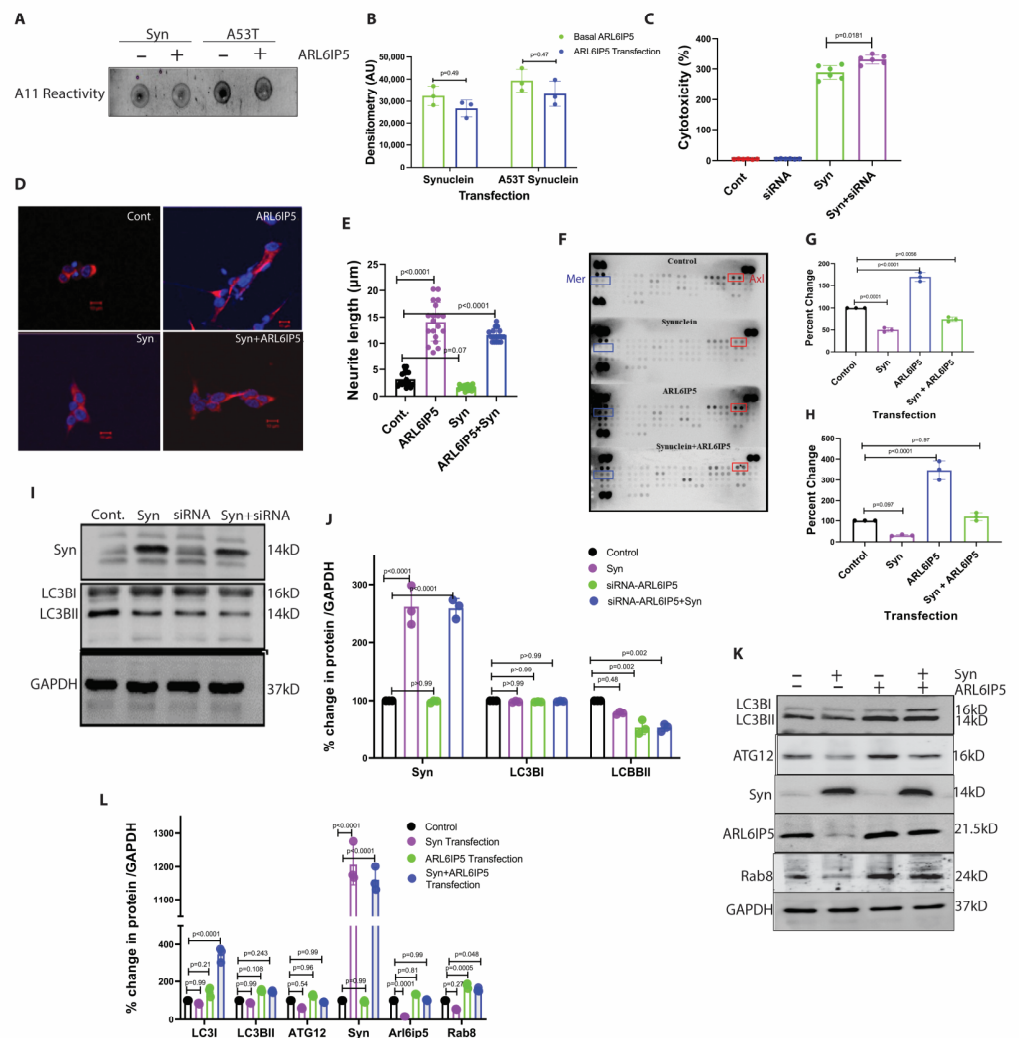 A
Syn A53T
– + – + ARL6IP5
A11 Reactivity
B
Basal ARL6IP5
ARL6IP5 Transfection
p=0.49
p=0.47
Densitometry (AU)
50,000
40,000
30,000
20,000
10,000
0
Synuclein A53T Synuclein
Transfection
C
p=0.0181
Cytotoxicity (%)
400
300
200
100
0
Cont siRNA Syn Syn+siRNA
D
Cont
ARL6IP5
Syn
Syn+ARL6IP5
E
Neurite length (µm)
25
20
15
10
5
0
p<0.0001
p<0.0001
p=0.07
Cont. ARL6IP5 Syn ARL6IP5+Syn
F
Control
Mer
Axl
Synuclein
ARL6IP5
Synuclein+ARL6IP5
G
p=0.0006
p<0.0001
p=0.0001
Percent Change
200
150
100
50
0
Control Syn ARL6IP5 Syn + ARL6IP5
Transfection
H
p=0.97
p<0.0001
p=0.097
Percent Change
500
400
300
200
100
0
Control Syn ARL6IP5 Syn + ARL6IP5
Transfection
I
Cont. Syn siRNA Syn+siRNA
Syn 14kD
LC3BI 16kD
LC3BII 14kD
GAPDH 37kD
J
Control
Syn
siRNA-ARL6IP5
siRNA-ARL6IP5+Syn
% change in protein /GAPDH
300
200
100
0
p<0.0001
p<0.0001
p>0.99
p>0.99
p>0.99
p>0.99
p=0.002
p=0.002
p=0.48
Syn LC3BI LCBBII
K
– + – + Syn
– – + + ARL6IP5
LC3BI 16kD
LC3BII 14kD
ATG12 16kD
Syn 14kD
ARL6IP5 21.5kD
Rab8 24kD
GAPDH 37kD
L
Control
Syn Transfection
ARL6IP5 Transfection
Syn+ARL6IP5
Transfection
% change in protein /GAPDH
1300
1200
1100
400
200
0
p<0.0001
p=0.21
p=0.99
p=0.243
p=0.108
p=0.99
p=0.99
p=0.96
p=0.54
p<0.0001
p<0.0001
p=0.99
p=0.99
p=0.81
p=0.0001
p=0.048
p=0.0005
p=0.27
LC3I LC3BII ATG12 Syn Arl6ip5 Rab8